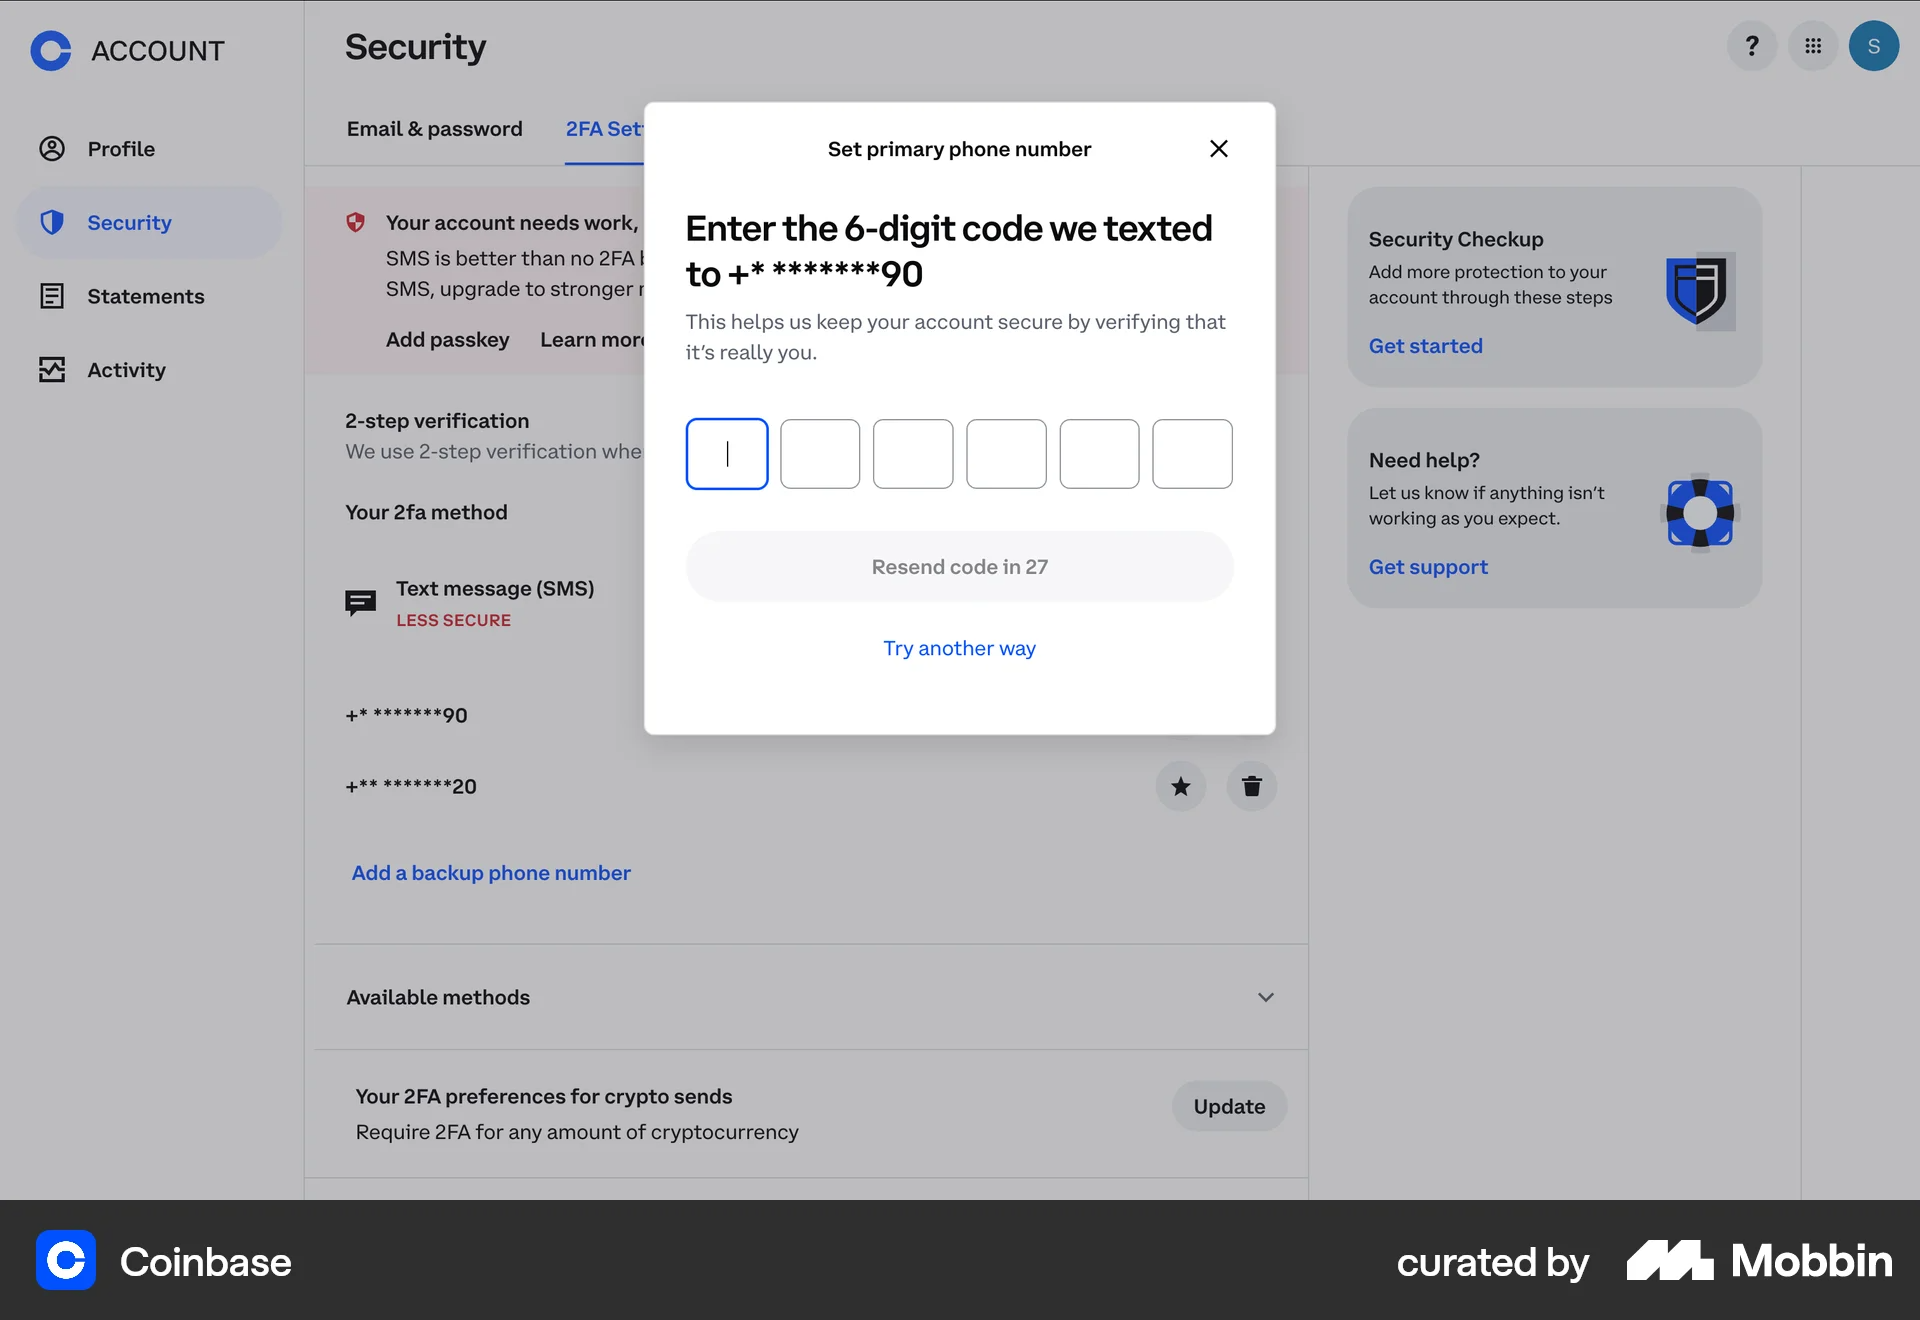 ACCOUNT
Profile
Security
Statements
Activity
Security
?
S
Email & password
2FA Set
Your account needs work,
SMS is better than no 2FA
SMS, upgrade to stronger
Add passkey Learn more
2-step verification
We use 2-step verification whe
Your 2fa method
Text message (SMS)
LESS SECURE
+* *******90
+** *******20
Add a backup phone number
Available methods
Your 2FA preferences for crypto sends
Require 2FA for any amount of cryptocurrency
Update
Set primary phone number
Enter the 6-digit code we texted
to +* *******90
This helps us keep your account secure by verifying that
it’s really you.
Resend code in 27
Try another way
Security Checkup
Add more protection to your
account through these steps
Get started
Need help?
Let us know if anything isn’t
working as you expect.
Get support
Coinbase
curated by Mobbin